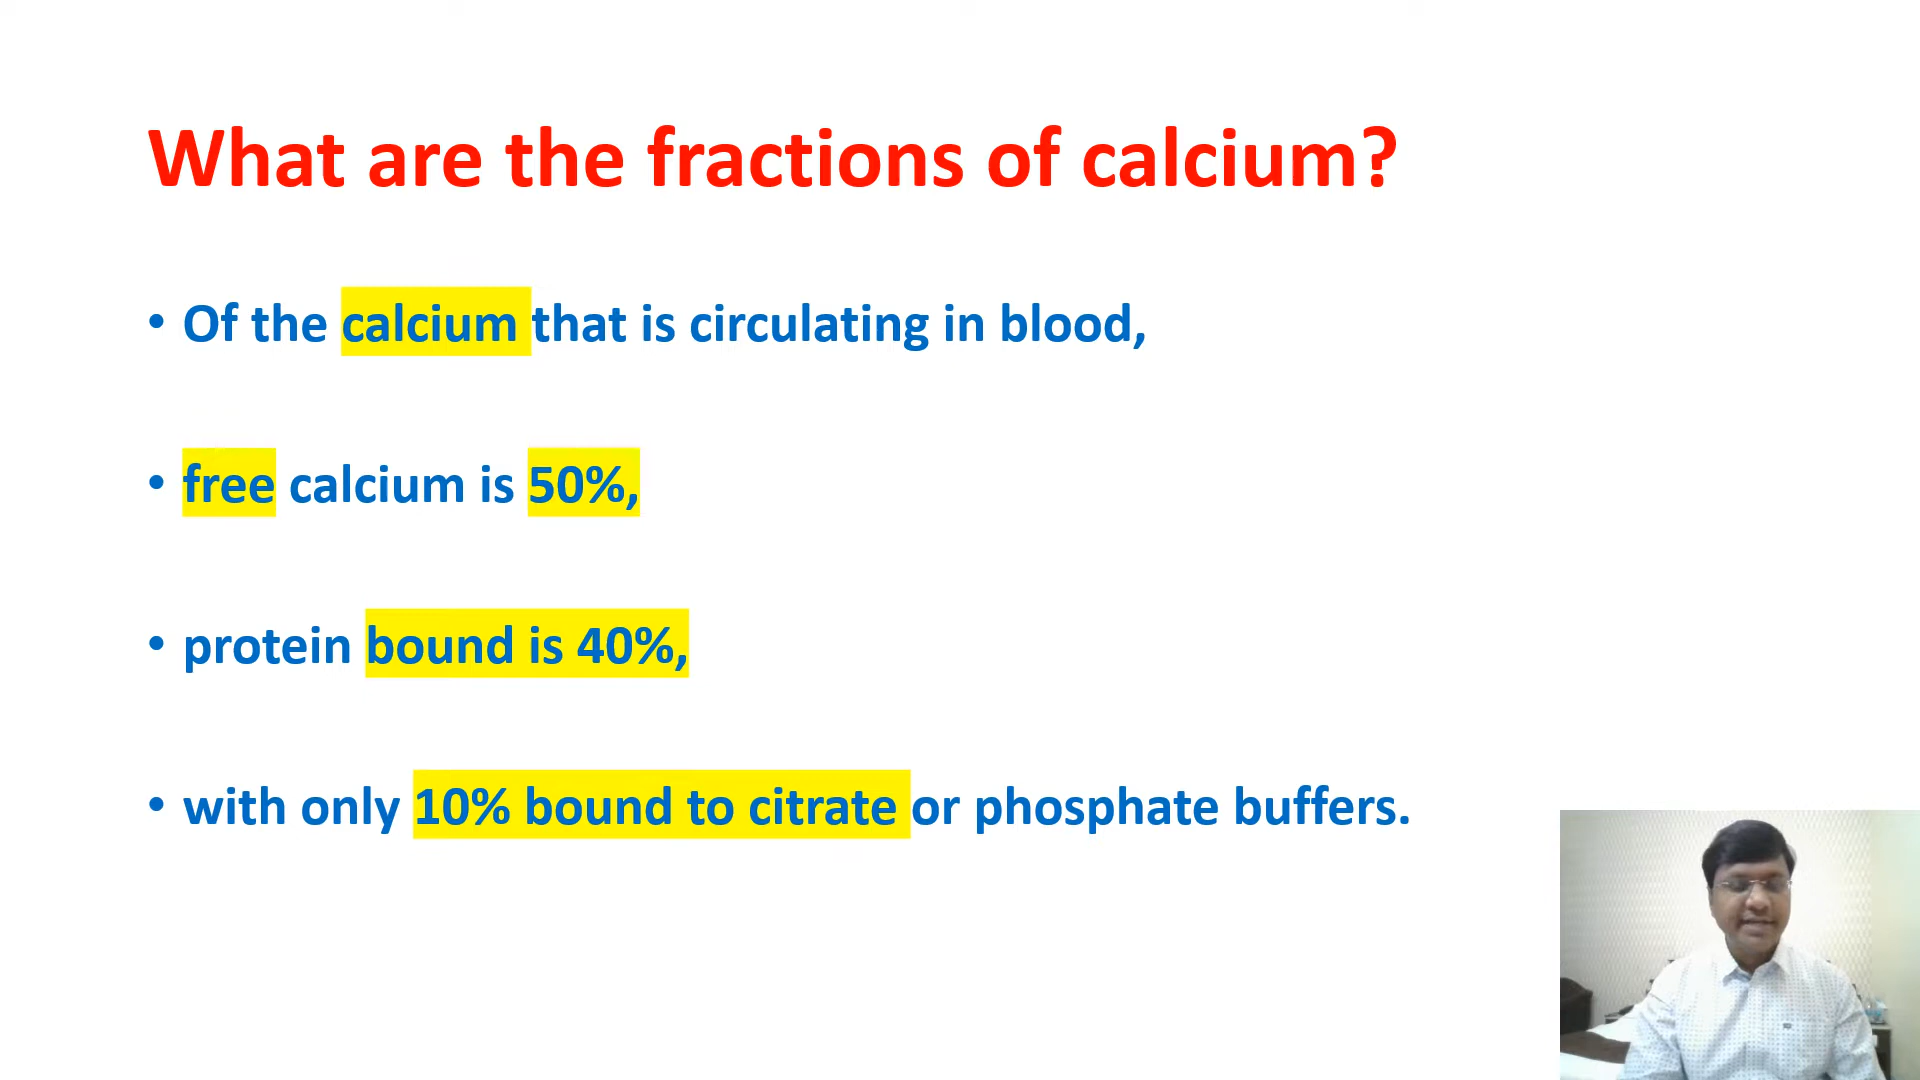 What are the fractions of calcium?
• Of the calcium that is circulating in blood,
• free calcium is 50%,
• protein bound is 40%,
• with only 10% bound to citrate or phosphate buffers.